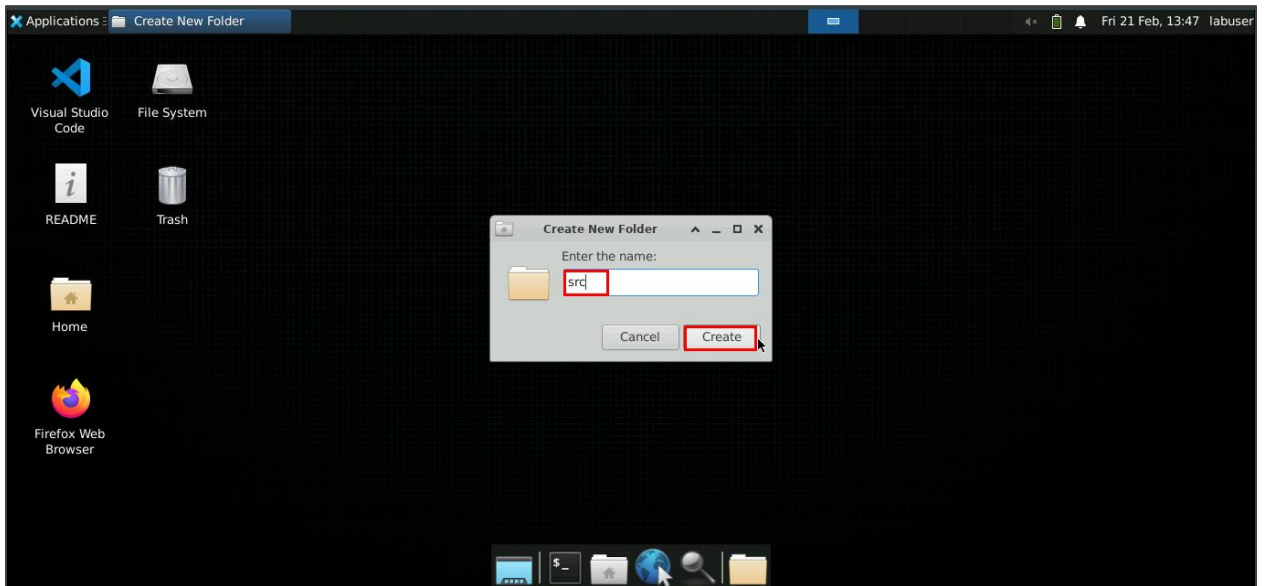 Applications Create New Folder Fri 21 Feb, 13:47 labuser
Visual Studio
Code
File System
README
Trash
Create New Folder
Enter the name:
src
Cancel Create
Home
Firefox Web
Browser
$_